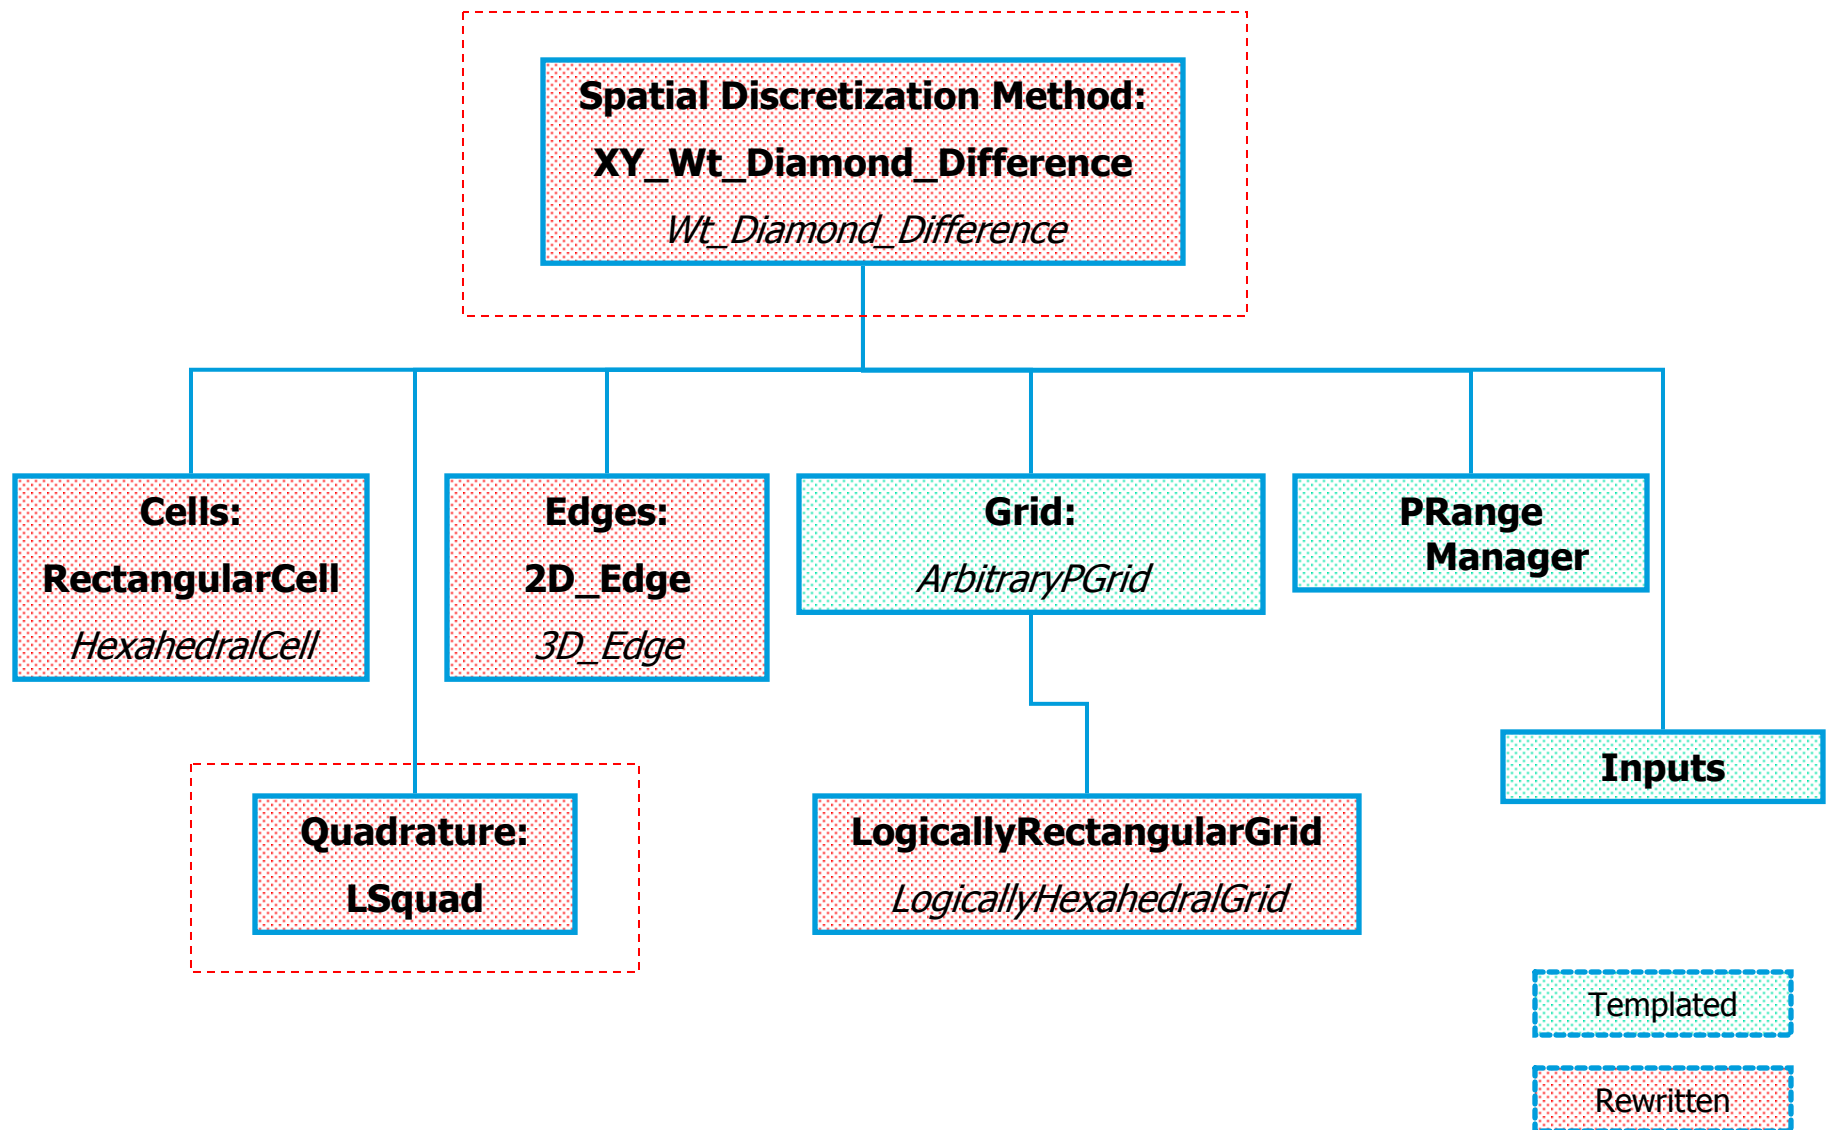 Spatial Discretization Method:
XY_Wt_Diamond_Difference
Wt_Diamond_Difference
Cells:
RectangularCell
HexahedralCell
Edges:
2D_Edge
3D_Edge
Grid:
ArbitraryPGrid
PRange
Manager
Inputs
Quadrature:
LSquad
LogicallyRectangularGrid
LogicallyHexahedralGrid
Templated
Rewritten